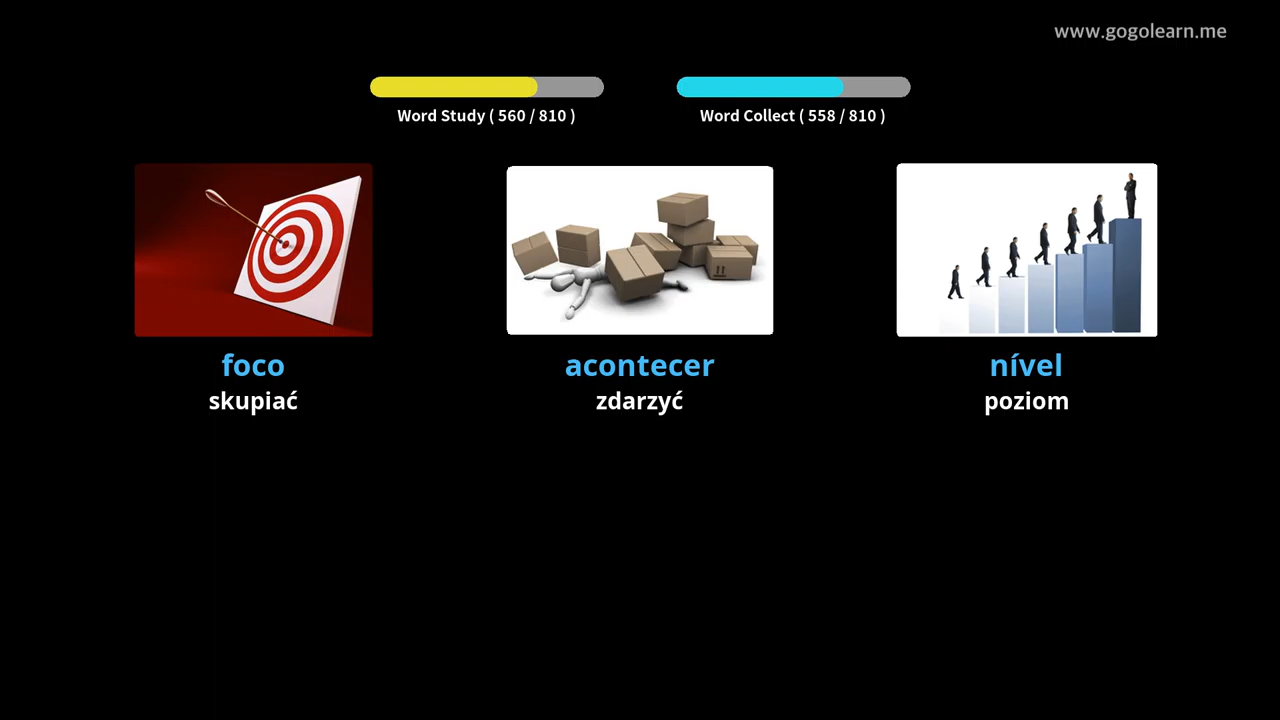 www.gogolearn.me
Word Study ( 560 / 810 )
Word Collect ( 558 / 810 )
foco
skupiać
acontecer
zdarzyć
nível
poziom